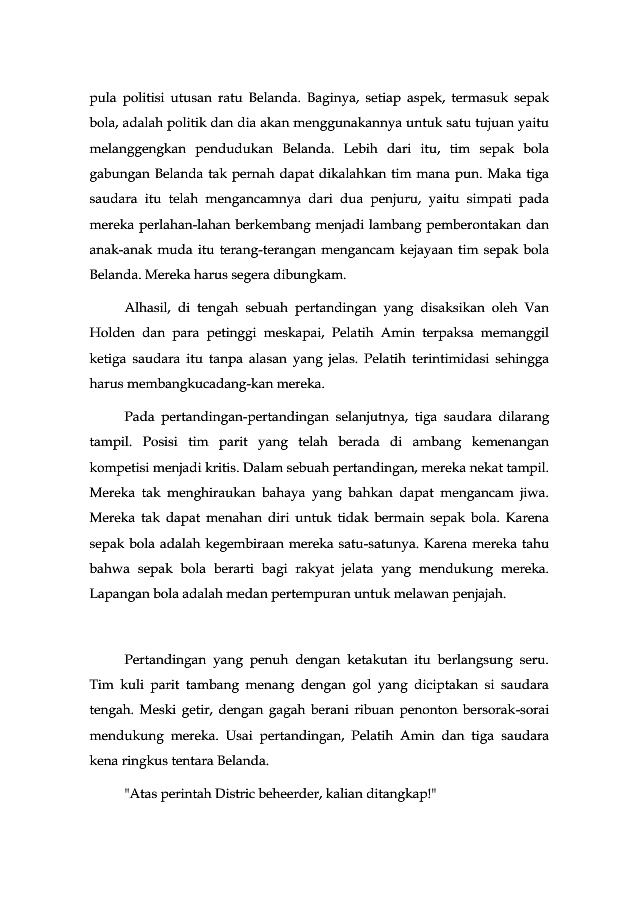 pula politisi utusan ratu Belanda. Baginya, setiap aspek, termasuk sepak
bola, adalah politik dan dia akan menggunakannya untuk satu tujuan yaitu
melanggengkan pendudukan Belanda. Lebih dari itu, tim sepak bola
gabungan Belanda tak pernah dapat dikalahkan tim mana pun. Maka tiga
saudara itu telah mengancamnya dari dua penjuru, yaitu simpati pada
mereka perlahan-lahan berkembang menjadi lambang pemberontakan dan
anak-anak muda itu terang-terangan mengancam kejayaan tim sepak bola
Belanda. Mereka harus segera dibungkam.
Alhasil, di tengah sebuah pertandingan yang disaksikan oleh Van
Holden dan para petinggi meskapai, Pelatih Amin terpaksa memanggil
ketiga saudara itu tanpa alasan yang jelas. Pelatih terintimidasi sehingga
harus membangkucadang-kan mereka.
Pada pertandingan-pertandingan selanjutnya, tiga saudara dilarang
tampil. Posisi tim parit yang telah berada di ambang kemenangan
kompetisi menjadi kritis. Dalam sebuah pertandingan, mereka nekat tampil.
Mereka tak menghiraukan bahaya yang bahkan dapat mengancam jiwa.
Mereka tak dapat menahan diri untuk tidak bermain sepak bola. Karena
sepak bola adalah kegembiraan mereka satu-satunya. Karena mereka tahu
bahwa sepak bola berarti bagi rakyat jelata yang mendukung mereka.
Lapangan bola adalah medan pertempuran untuk melawan penjajah.
Pertandingan yang penuh dengan ketakutan itu berlangsung seru.
Tim kuli parit tambang menang dengan gol yang diciptakan si saudara
tengah. Meski getir, dengan gagah berani ribuan penonton bersorak-sorai
mendukung mereka. Usai pertandingan, Pelatih Amin dan tiga saudara
kena ringkus tentara Belanda.
"Atas perintah Distric beheerder, kalian ditangkap!"